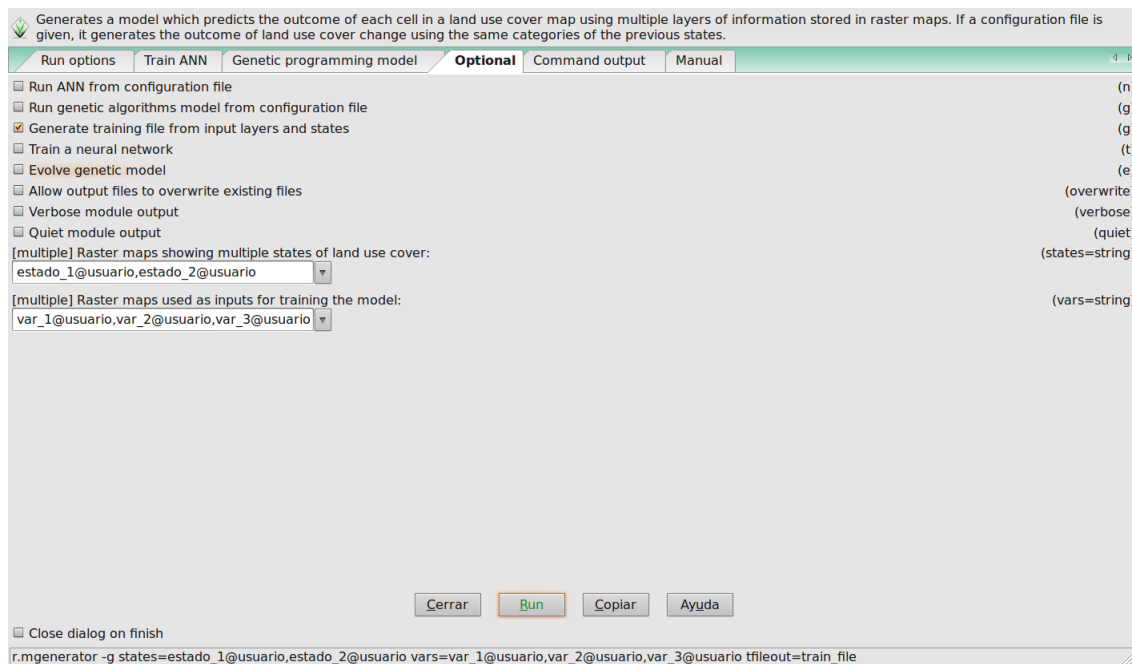 Generates a model which predicts the outcome of each cell in a land use cover map using multiple layers of information stored in raster maps. If a configuration file is
given, it generates the outcome of land use cover change using the same categories of the previous states.
Run options Train ANN Genetic programming model Optional Command output Manual
Run ANN from configuration file (n
Run genetic algorithms model from configuration file (g
Generate training file from input layers and states (g
Train a neural network (t
Evolve genetic model (e
Allow output files to overwrite existing files (overwrite
Verbose module output (verbose
Quiet module output (quiet
[multiple] Raster maps showing multiple states of land use cover: (states=string
estado_1@usuario,estado_2@usuario
[multiple] Raster maps used as inputs for training the model: (vars=string
var_1@usuario,var_2@usuario,var_3@usuario
Cerrar Run Copiar Ayuda
Close dialog on finish
r.mgenerator -g states=estado_1@usuario,estado_2@usuario vars=var_1@usuario,var_2@usuario,var_3@usuario tfileout=train_file